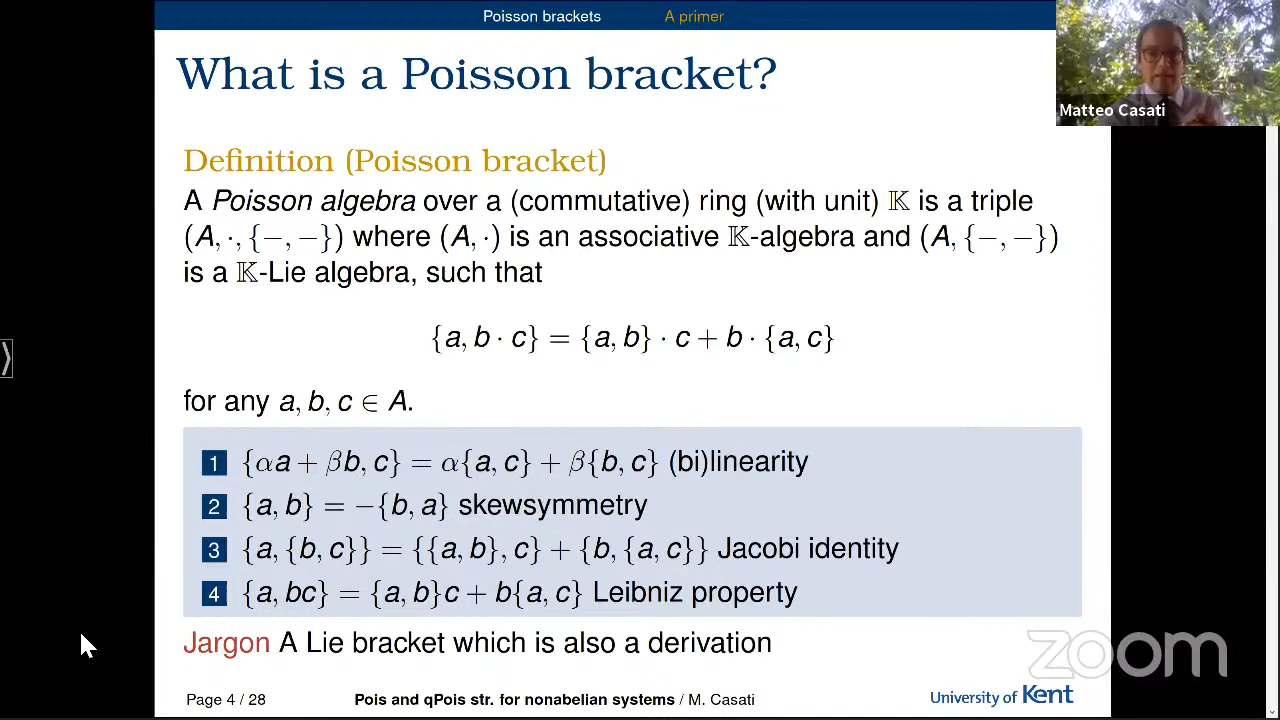 Poisson brackets A primer
What is a Poisson bracket?
Matteo Casati
Definition (Poisson bracket)
A Poisson algebra over a (commutative) ring (with unit) 𝕂 is a triple
(A, ·, {−, −}) where (A, ·) is an associative 𝕂-algebra and (A, {−, −})
is a 𝕂-Lie algebra, such that
{a, b · c} = {a, b} · c + b · {a, c}
for any a, b, c ∈ A.
1 {αa + βb, c} = α{a, c} + β{b, c} (bi)linearity
2 {a, b} = −{b, a} skewsymmetry
3 {a, {b, c}} = {{a, b}, c} + {b, {a, c}} Jacobi identity
4 {a, bc} = {a, b}c + b{a, c} Leibniz property
Jargon A Lie bracket which is also a derivation
zoom
Page 4 / 28 Pois and qPois str. for nonabelian systems / M. Casati University of Kent